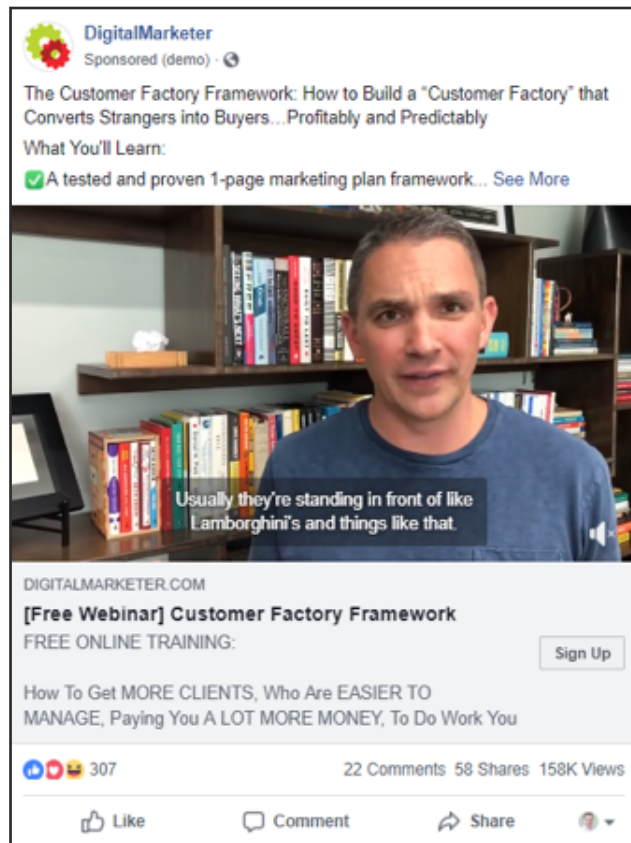 DigitalMarketer
Sponsored (demo) ·
The Customer Factory Framework: How to Build a “Customer Factory” that
Converts Strangers into Buyers…Profitably and Predictably
What You'll Learn:
✅A tested and proven 1-page marketing plan framework... See More
Usually they're standing in front of like
Lamborghini's and things like that.
DIGITALMARKETER.COM
[Free Webinar] Customer Factory Framework
FREE ONLINE TRAINING:
Sign Up
How To Get MORE CLIENTS, Who Are EASIER TO
MANAGE, Paying You A LOT MORE MONEY, To Do Work You
307 22 Comments 58 Shares 158K Views
Like Comment Share